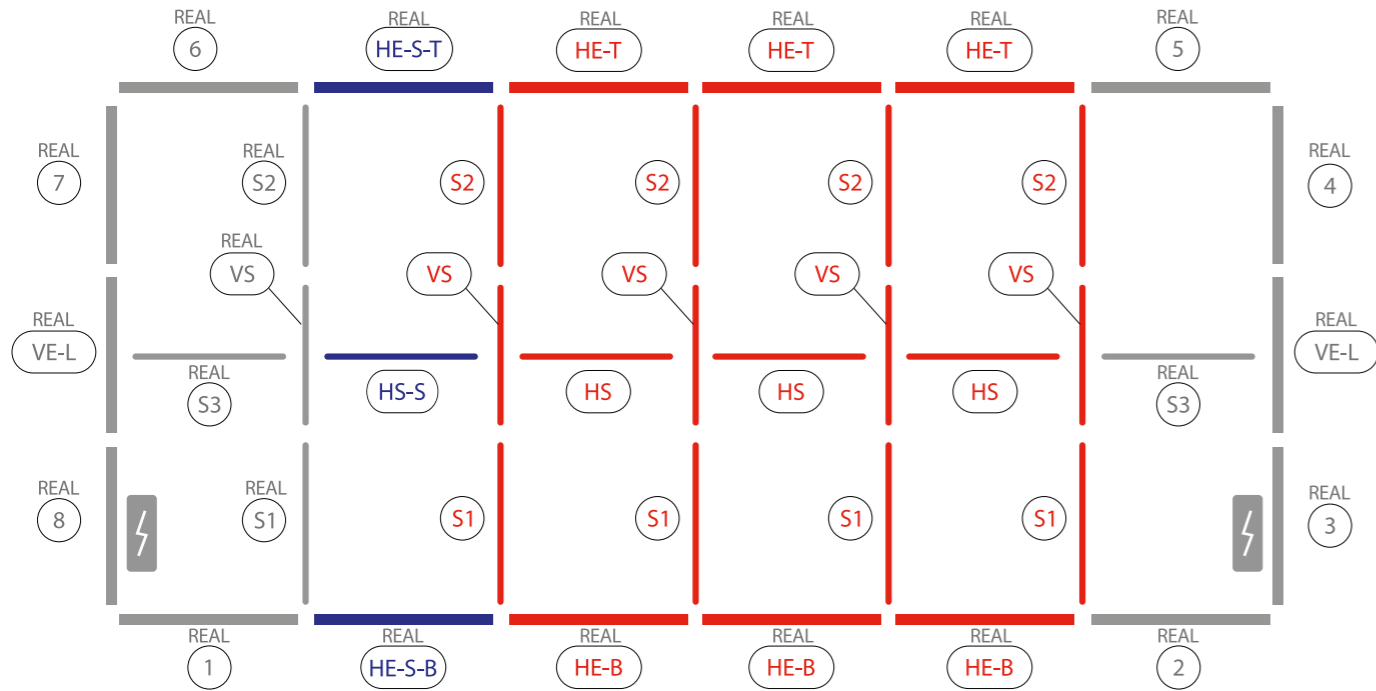 REAL REAL REAL REAL REAL REAL
6 HE-S-T HE-T HE-T HE-T 5
REAL REAL REAL
7 S2 S2 S2 S2 S2 4
REAL
VS VS VS VS VS
REAL REAL
VE-L VE-L
REAL REAL
S3 HS-S HS HS HS S3
REAL REAL REAL
8 S1 S1 S1 S1 S1 3
REAL REAL REAL REAL REAL REAL
1 HE-S-B HE-B HE-B HE-B 2